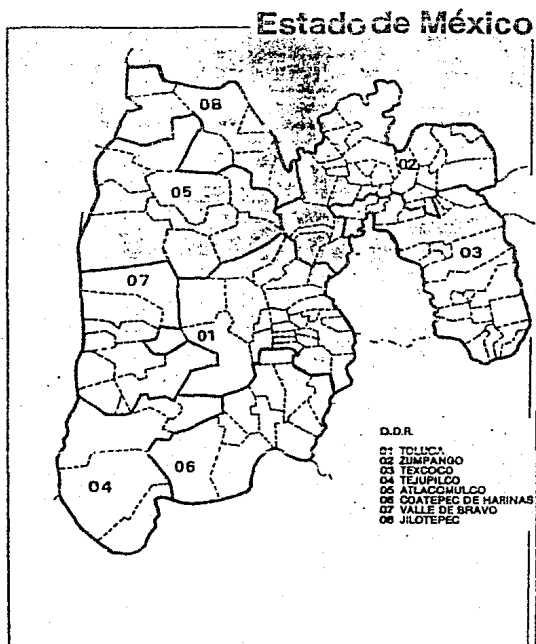 Estado de México
08
02
05
03
07
01
04
06
D.D.R.
01 TOLUCA
02 ZUMPANGO
03 TEXCOCO
04 TEJUPILCO
05 ATLACOMULCO
06 COATEPEC DE HARINAS
07 VALLE DE BRAVO
08 JILOTEPEC